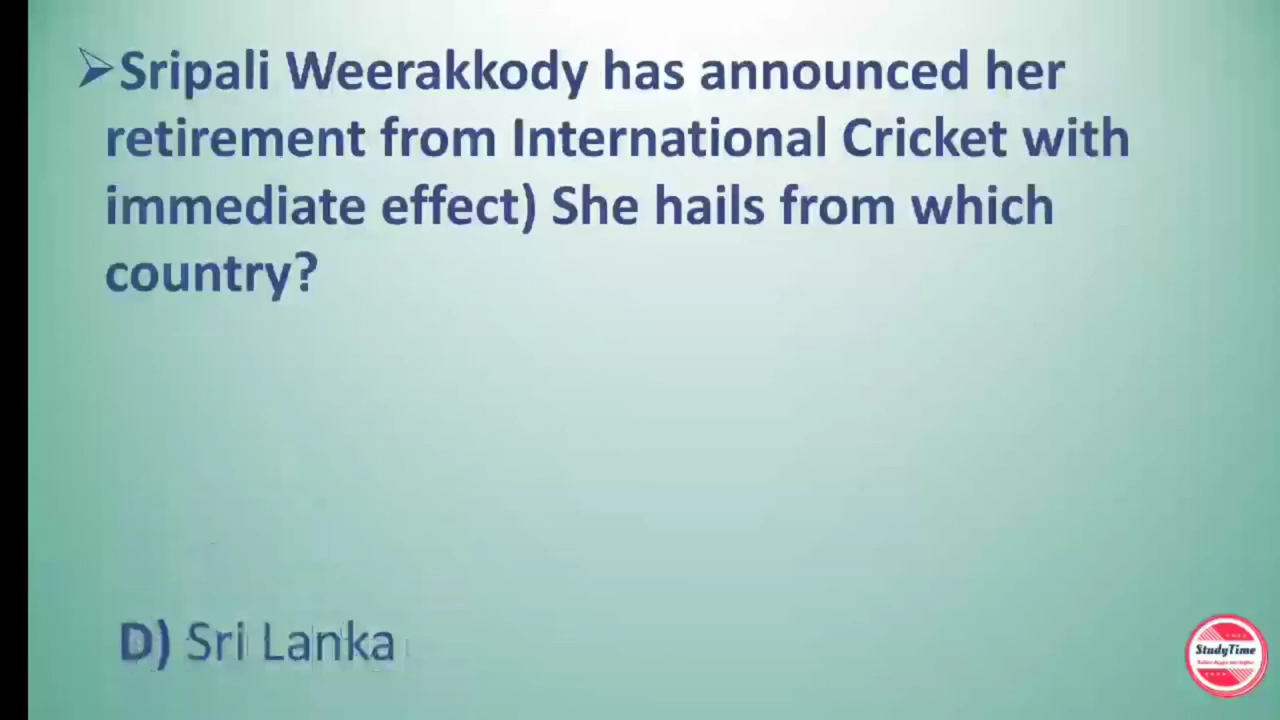 ➢Sripali Weerakkody has announced her
retirement from International Cricket with
immediate effect) She hails from which
country?
D) Sri Lanka
StudyTime